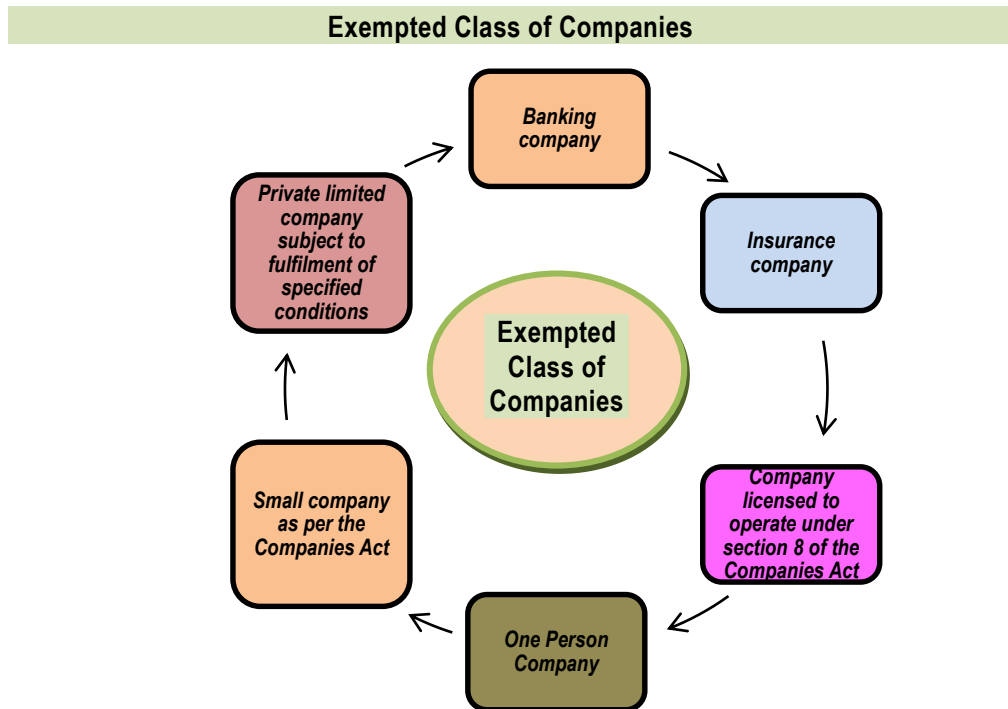 Exempted Class of Companies
Banking
company
Insurance
company
Company
licensed to
operate under
section 8 of the
Companies Act
One Person
Company
Small company
as per the
Companies Act
Private limited
company
subject to
fulfilment of
specified
conditions
Exempted
Class of
Companies